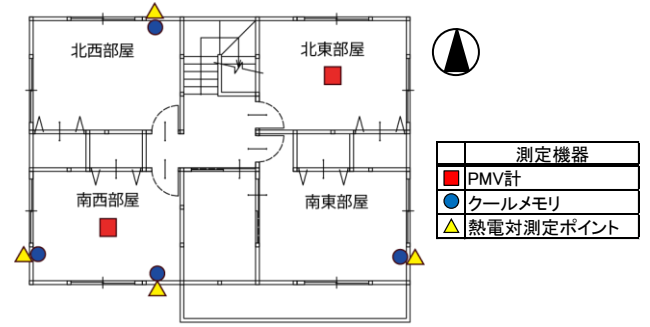 北西部屋
北東部屋
南西部屋
南東部屋
測定機器
PMV計
クールメモリ
熱電対測定ポイント